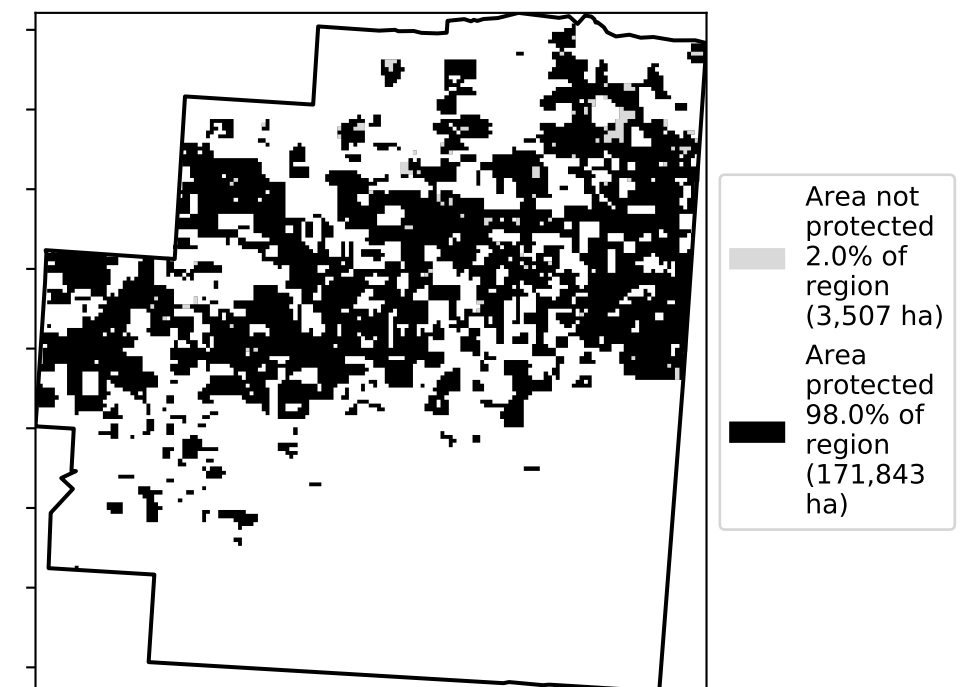 Area not
protected
2.0% of
region
(3,507 ha)
Area
protected
98.0% of
region
(171,843
ha)